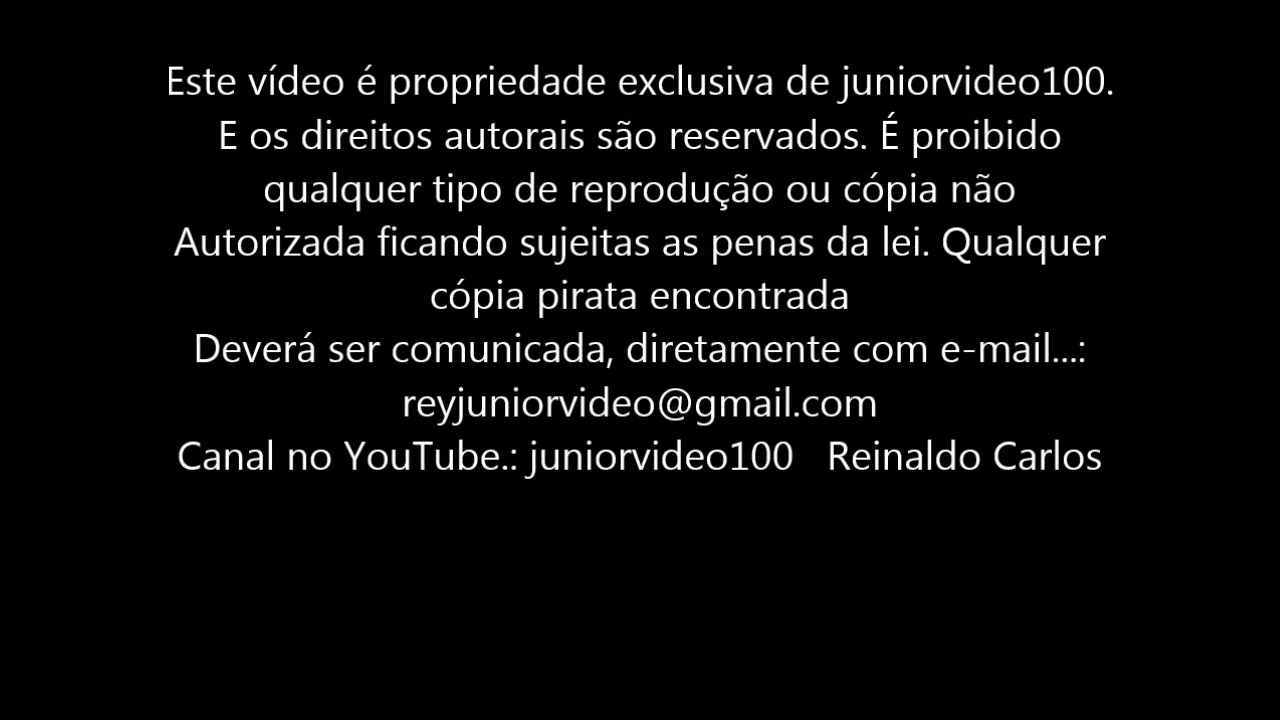 Este vídeo é propriedade exclusiva de juniorvideo100.
E os direitos autorais são reservados. É proibido
qualquer tipo de reprodução ou cópia não
Autorizada ficando sujeitas as penas da lei. Qualquer
cópia pirata encontrada
Deverá ser comunicada, diretamente com e-mail...:
reyjuniorvideo@gmail.com
Canal no YouTube.: juniorvideo100   Reinaldo Carlos